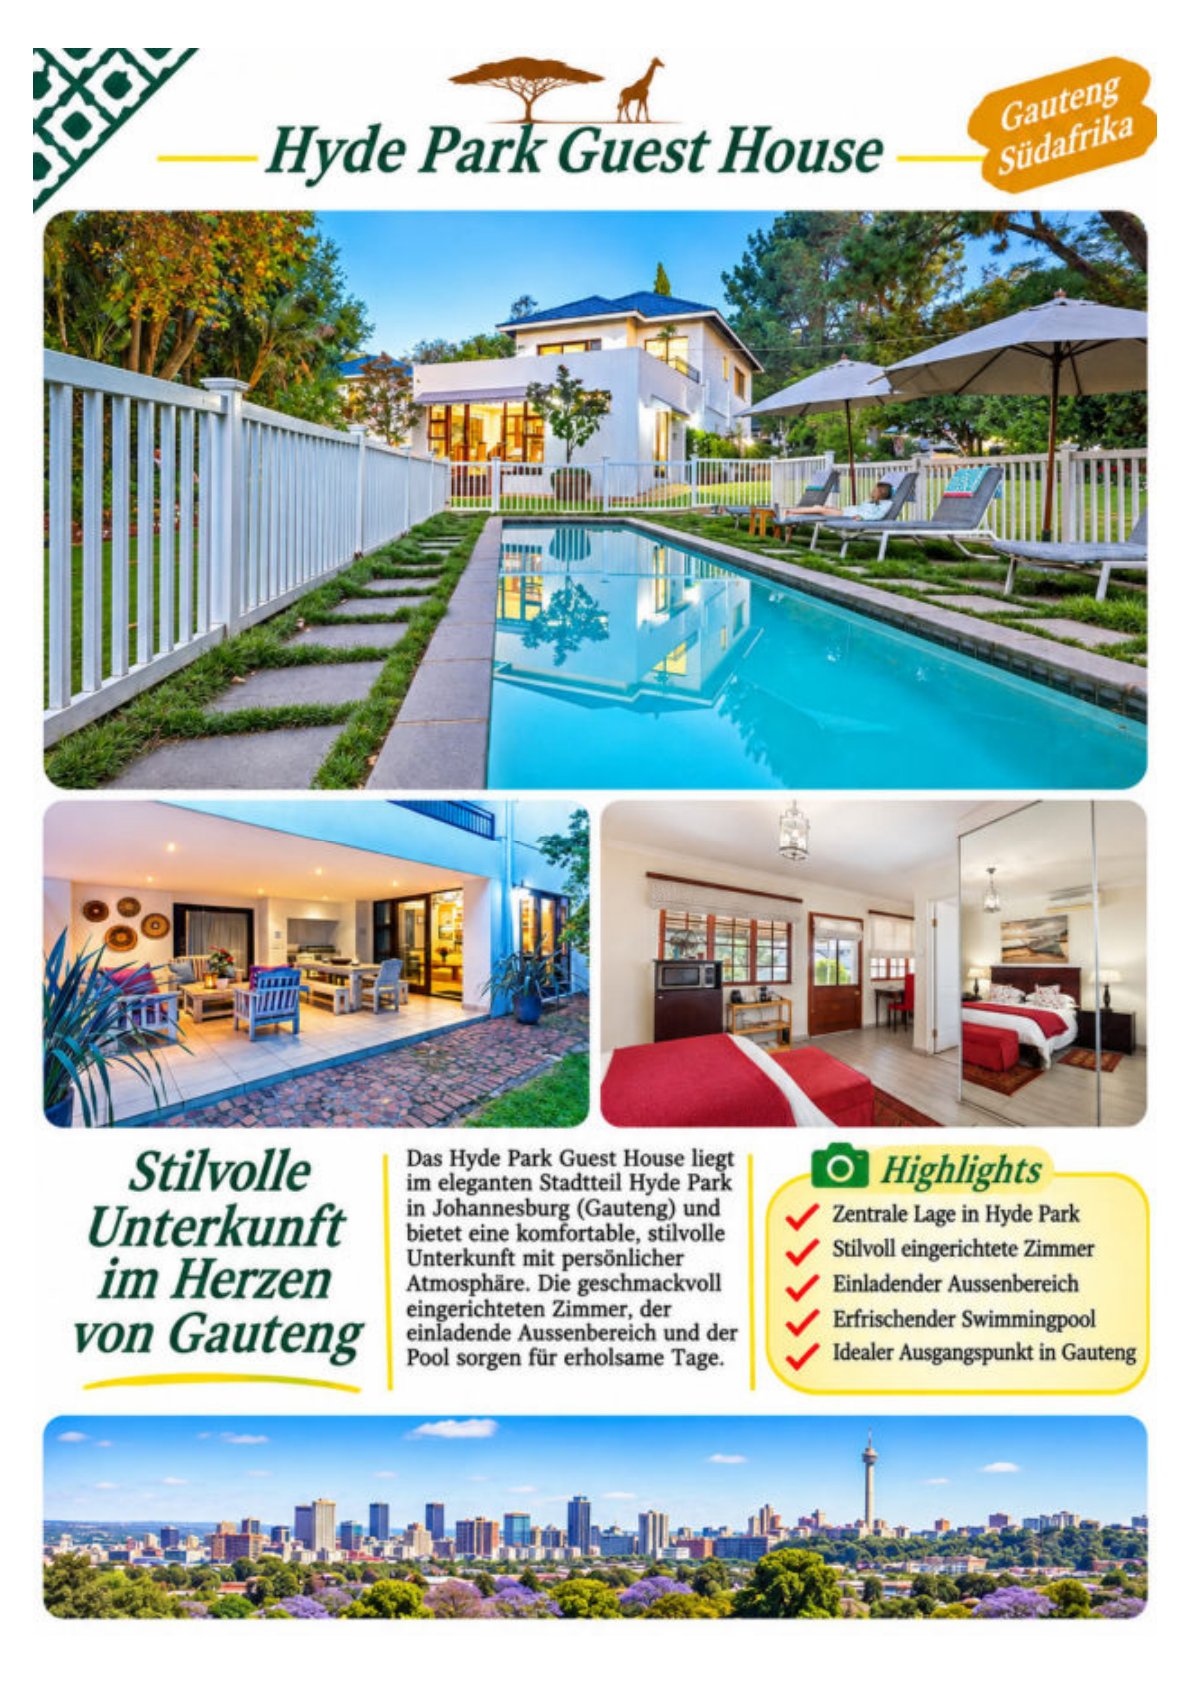 Hyde Park Guest House
Gauteng
Südafrika
Stilvolle
Unterkunft
im Herzen
von Gauteng
Das Hyde Park Guest House liegt
im eleganten Stadtteil Hyde Park
in Johannesburg (Gauteng) und
bietet eine komfortable, stilvolle
Unterkunft mit persönlicher
Atmosphäre. Die geschmackvoll
eingerichteten Zimmer, der
einladende Aussenbereich und der
Pool sorgen für erholsame Tage.
Highlights
Zentrale Lage in Hyde Park
Stilvoll eingerichtete Zimmer
Einladender Aussenbereich
Erfrischender Swimmingpool
Idealer Ausgangspunkt in Gauteng